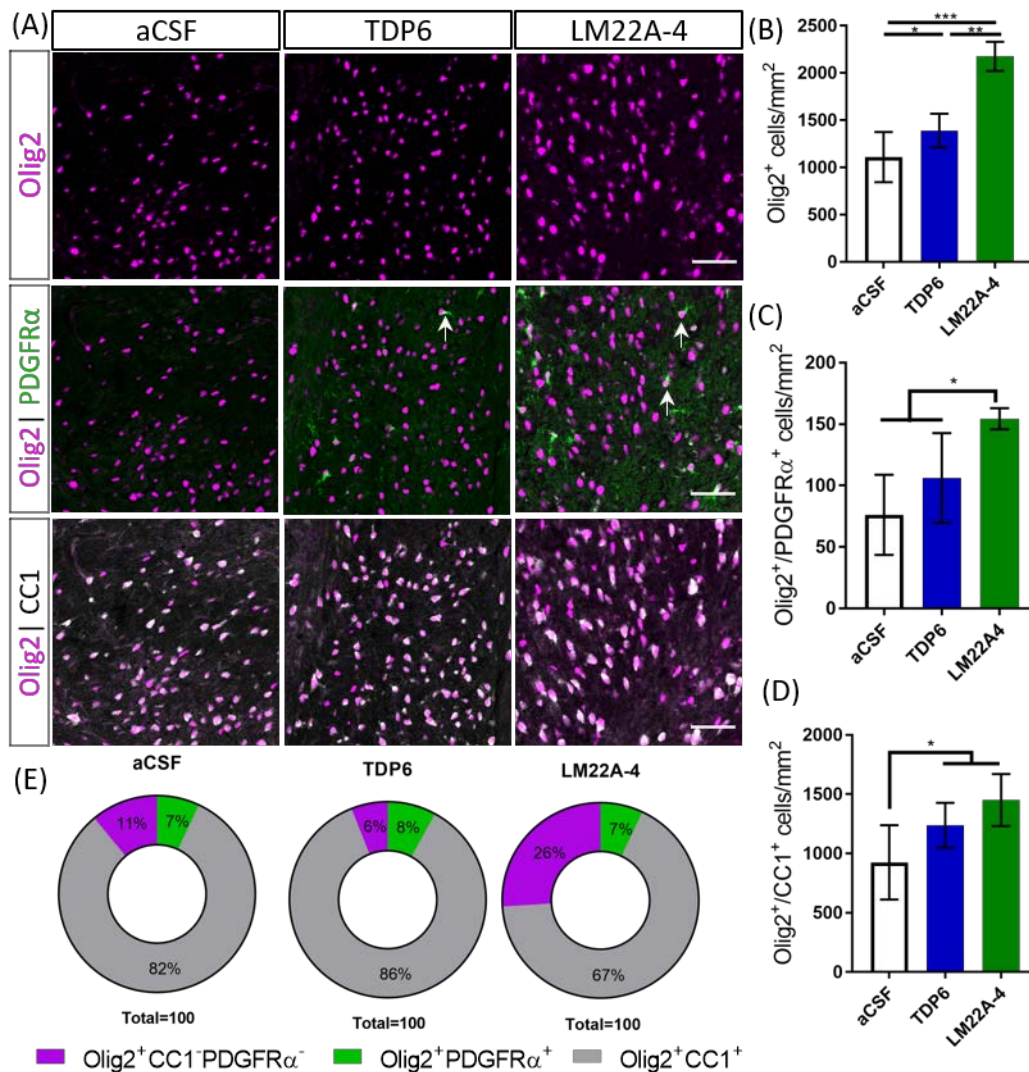 (A)
aCSF
TDP6
LM22A-4
Olig2
Olig2 | PDGFRα
Olig2 | CC1
(B)
Olig2⁺ cells/mm²
2500
2000
1500
1000
500
0
***
*
**
aCSF
TDP6
LM22A-4
(C)
Olig2⁺/PDGFRα⁺ cells/mm²
200
150
100
50
0
*
aCSF
TDP6
LM22A4
(D)
Olig2⁺/CC1⁺ cells/mm²
2000
1500
1000
500
0
*
aCSF
TDP6
LM22A-4
(E)
aCSF
11%
7%
82%
Total=100
TDP6
6%
8%
86%
Total=100
LM22A-4
26%
7%
67%
Total=100
Olig2⁺CC1⁻PDGFRα⁻
Olig2⁺PDGFRα⁺
Olig2⁺CC1⁺